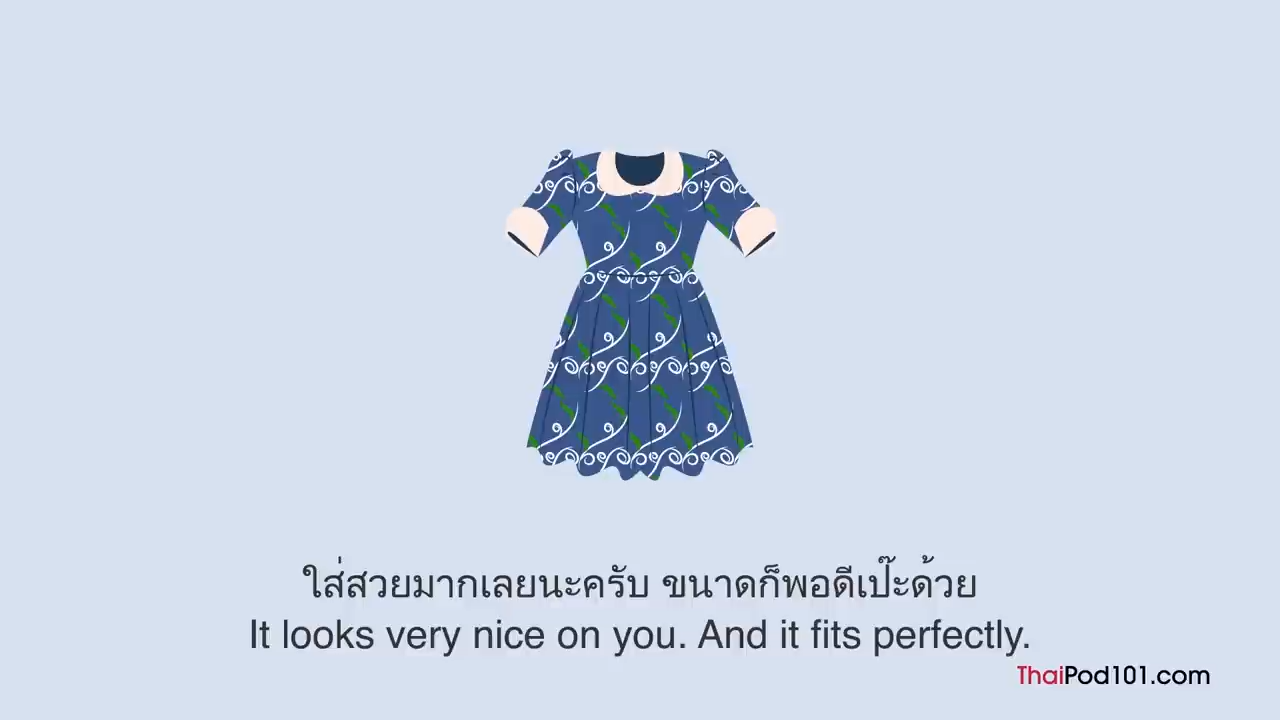 ใส่สวยมากเลยนะครับ ขนาดก็พอดีเป๊ะด้วย
It looks very nice on you. And it fits perfectly.
ThaiPod101.com